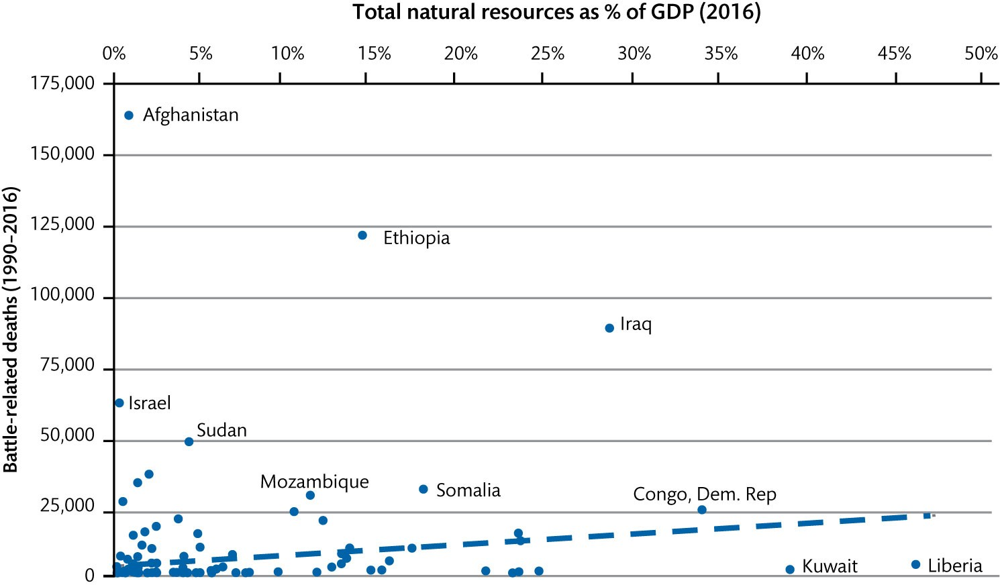 Total natural resources as % of GDP (2016)
0% 5% 10% 15% 20% 25% 30% 35% 40% 45% 50%
Battle-related deaths (1990–2016)
175,000
Afghanistan
150,000
125,000
Ethiopia
100,000
Iraq
75,000
Israel
Sudan
50,000
Mozambique
Somalia
Congo, Dem. Rep
25,000
Kuwait
Liberia
0